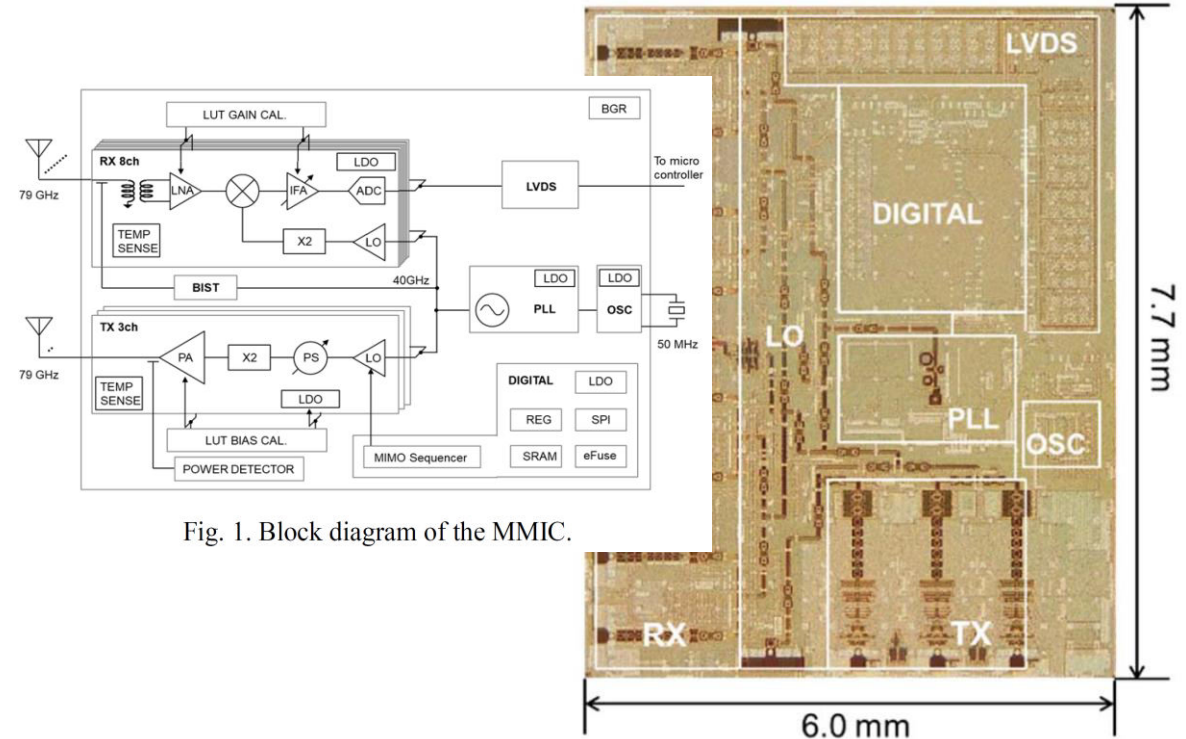 LUT GAIN CAL.
BGR
RX 8ch
LDO
79 GHz
LNA
IFA
ADC
LVDS
To micro
controller
TEMP
SENSE
X2
LO
40GHz
BIST
LDO
PLL
LDO
OSC
50 MHz
TX 3ch
79 GHz
PA
X2
PS
LO
TEMP
SENSE
LDO
LUT BIAS CAL.
POWER DETECTOR
DIGITAL
LDO
REG
SPI
SRAM
eFuse
MIMO Sequencer
Fig. 1. Block diagram of the MMIC.
LVDS
DIGITAL
LO
PLL
OSC
RX
TX
7.7 mm
6.0 mm